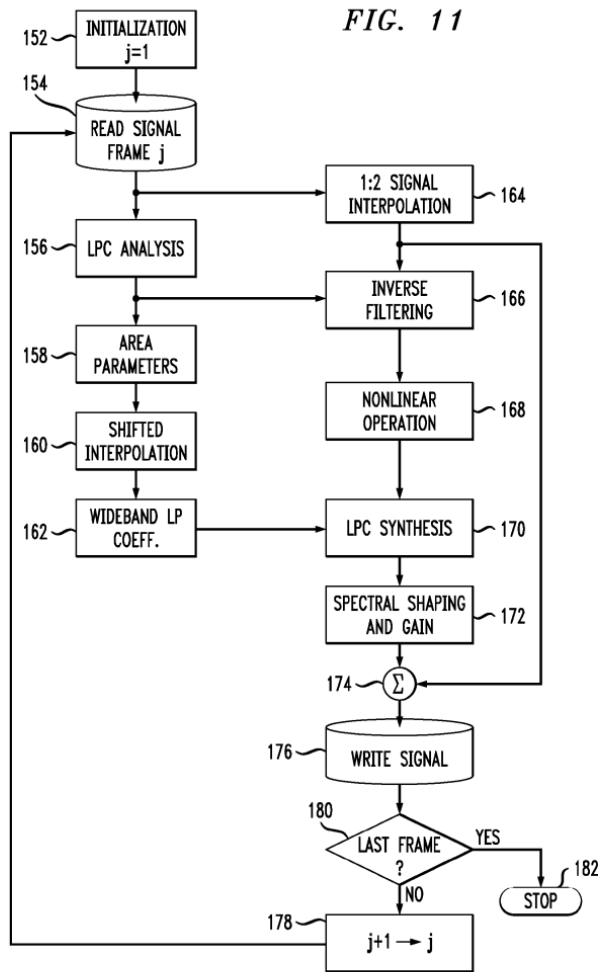 FIG. 11
152
INITIALIZATION
j=1
154
READ SIGNAL
FRAME j
1:2 SIGNAL
INTERPOLATION
164
156
LPC ANALYSIS
INVERSE
FILTERING
166
158
AREA
PARAMETERS
NONLINEAR
OPERATION
168
160
SHIFTED
INTERPOLATION
162
WIDEBAND LP
COEFF.
LPC SYNTHESIS
170
SPECTRAL SHAPING
AND GAIN
172
174
Σ
176
WRITE SIGNAL
180
LAST FRAME
?
YES
182
STOP
NO
178
j+1 → j